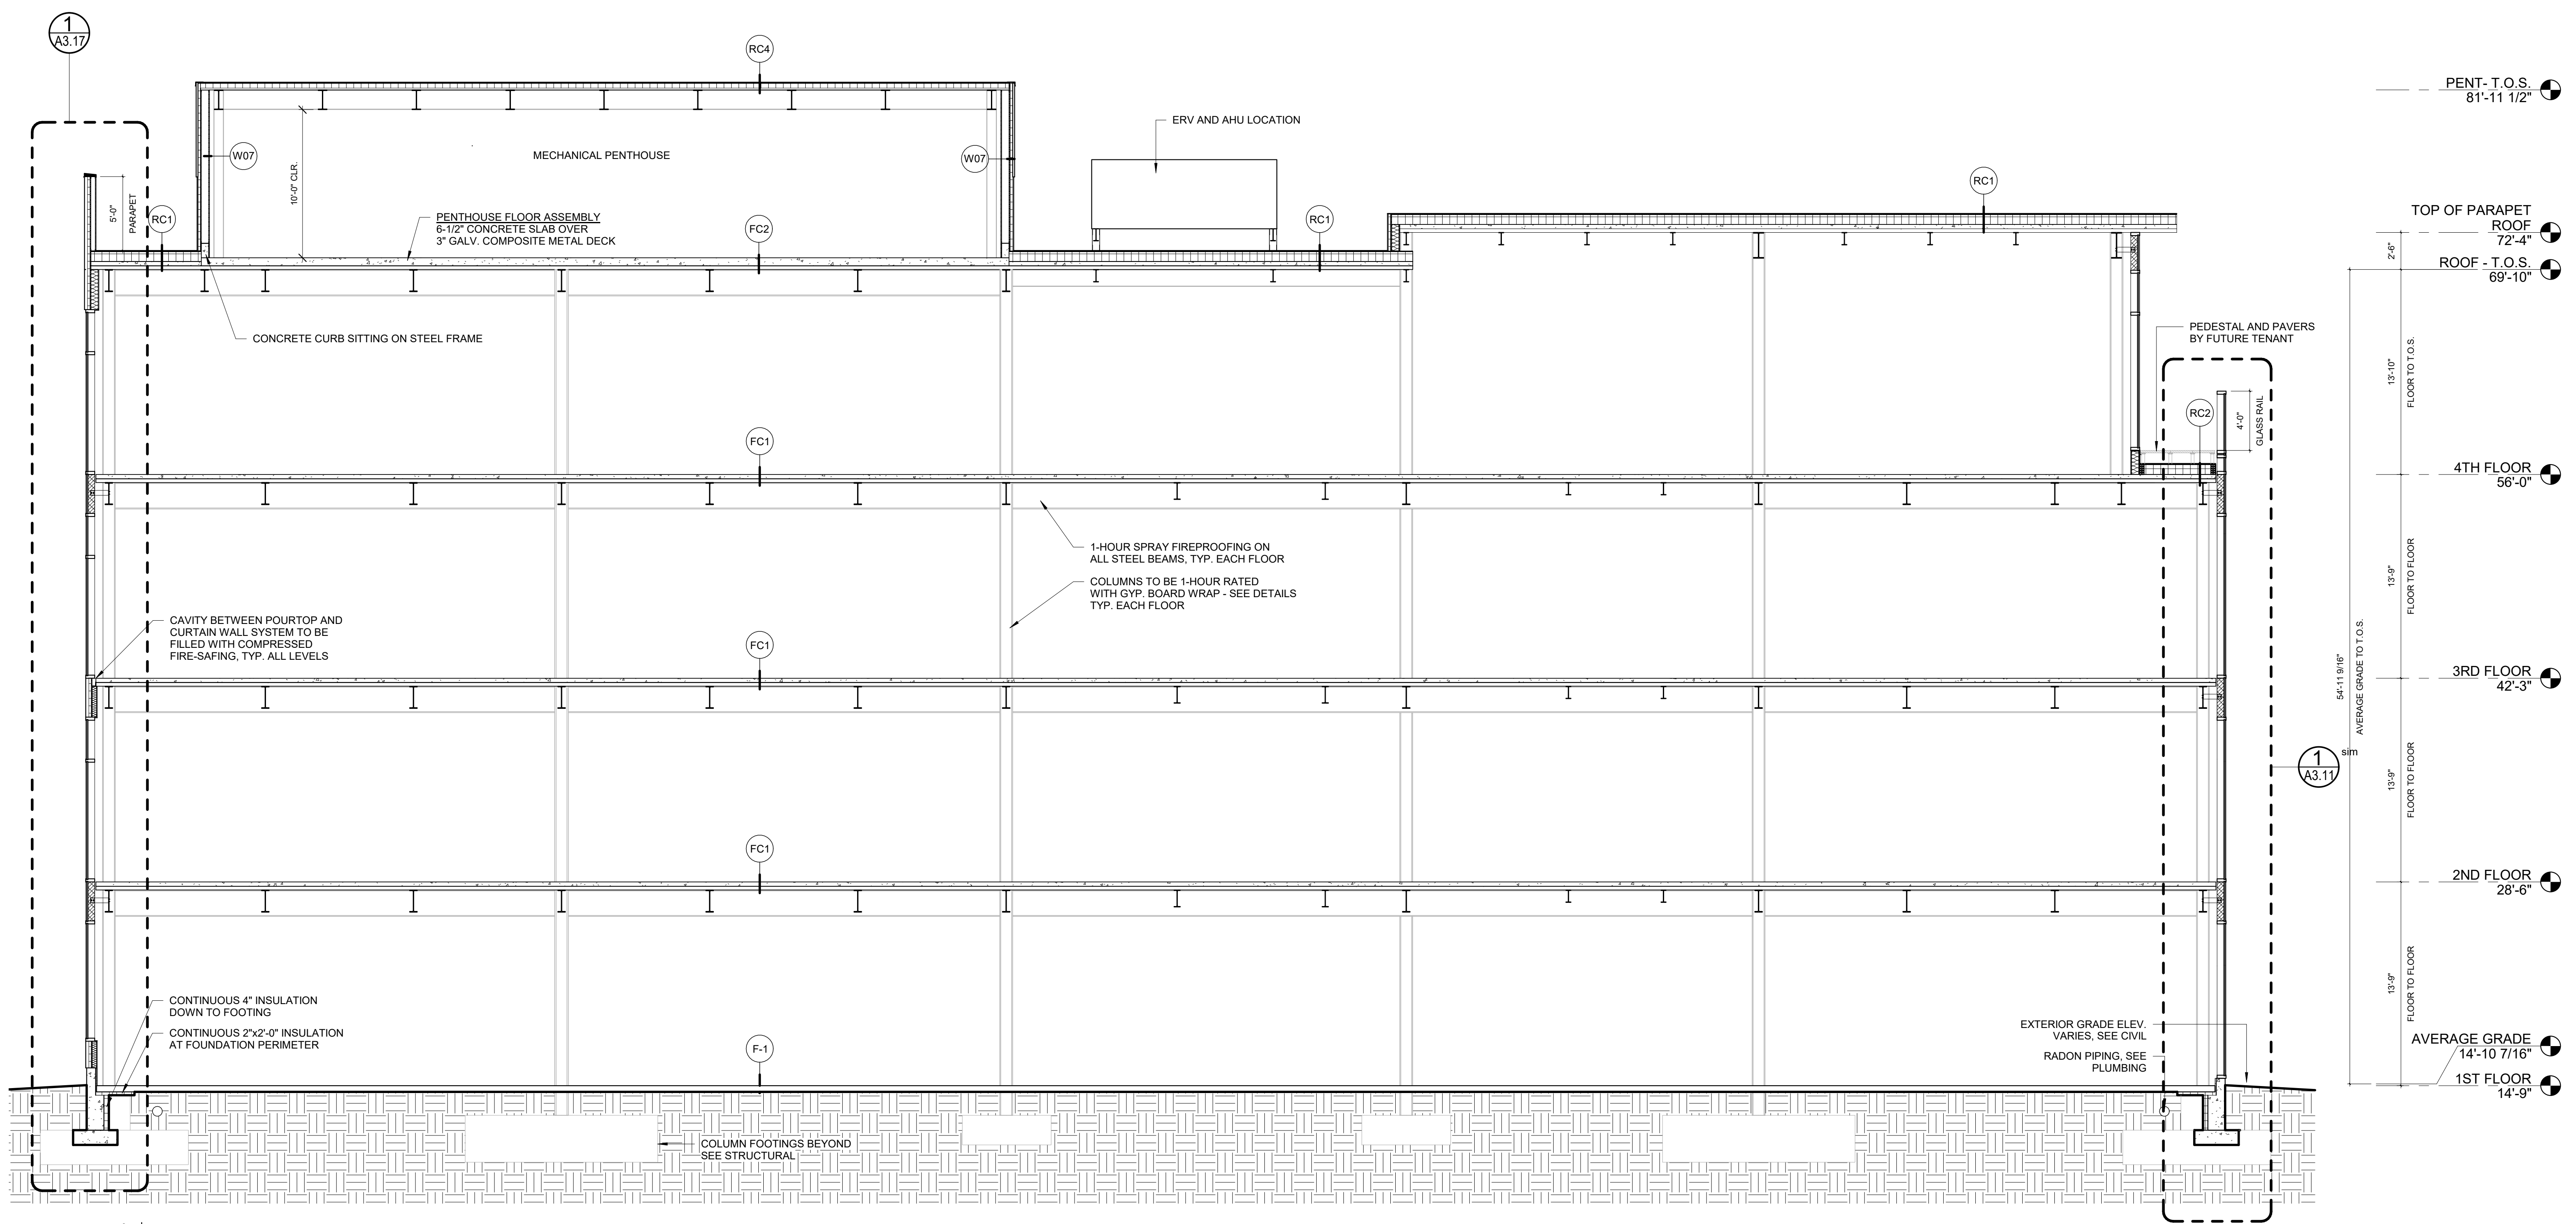 1
A3.17
RC4
PENT- T.O.S.
81'-11 1/2"
ERV AND AHU LOCATION
W07
MECHANICAL PENTHOUSE
W07
10'-0" CLR.
5'-0"
PARAPET
RC1
PENTHOUSE FLOOR ASSEMBLY
6-1/2" CONCRETE SLAB OVER
3" GALV. COMPOSITE METAL DECK
FC2
RC1
RC1
TOP OF PARAPET
ROOF
72'-4"
2'-6"
ROOF - T.O.S.
69'-10"
CONCRETE CURB SITTING ON STEEL FRAME
PEDESTAL AND PAVERS
BY FUTURE TENANT
13'-10"
FLOOR TO T.O.S.
4'-0"
GLASS RAIL
RC2
FC1
4TH FLOOR
56'-0"
1-HOUR SPRAY FIREPROOFING ON
ALL STEEL BEAMS, TYP. EACH FLOOR
COLUMNS TO BE 1-HOUR RATED
WITH GYP. BOARD WRAP - SEE DETAILS
TYP. EACH FLOOR
13'-9"
FLOOR TO FLOOR
CAVITY BETWEEN POURTOP AND
CURTAIN WALL SYSTEM TO BE
FILLED WITH COMPRESSED
FIRE-SAFING, TYP. ALL LEVELS
FC1
3RD FLOOR
42'-3"
54'-11 9/16"
AVERAGE GRADE TO T.O.S.
1
A3.11
sim
13'-9"
FLOOR TO FLOOR
FC1
2ND FLOOR
28'-6"
13'-9"
FLOOR TO FLOOR
CONTINUOUS 4" INSULATION
DOWN TO FOOTING
CONTINUOUS 2"x2'-0" INSULATION
AT FOUNDATION PERIMETER
F-1
EXTERIOR GRADE ELEV.
VARIES, SEE CIVIL
RADON PIPING, SEE
PLUMBING
AVERAGE GRADE
14'-10 7/16"
1ST FLOOR
14'-9"
COLUMN FOOTINGS BEYOND
SEE STRUCTURAL